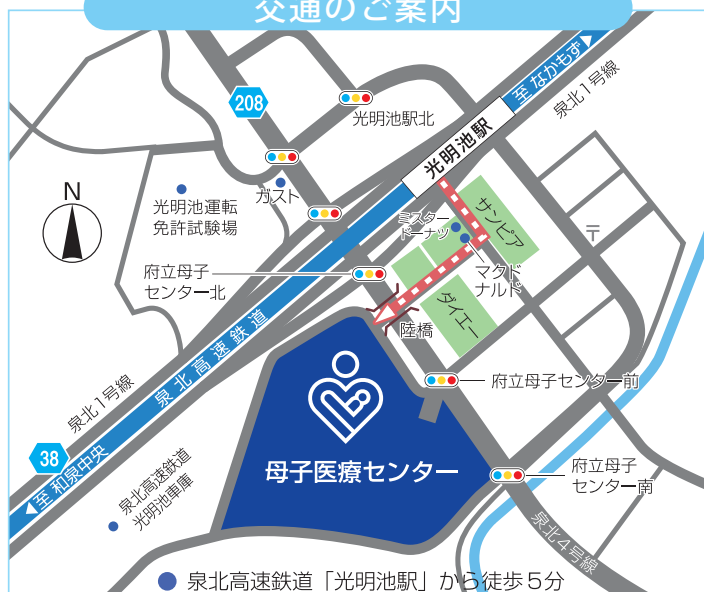 交通のご案内
至 なかもず
泉北1号線
208
光明池駅北
光明池駅
N
光明池運転
免許試験場
ガスト
ミスター
ドーナツ
サンピア
〒
マクド
ナルド
府立母子
センター北
ダイエー
陸橋
泉北高速鉄道
泉北1号線
府立母子センター前
38
至 和泉中央
母子医療センター
泉北高速鉄道
光明池車庫
府立母子
センター南
泉北4号線
● 泉北高速鉄道「光明池駅」から徒歩5分